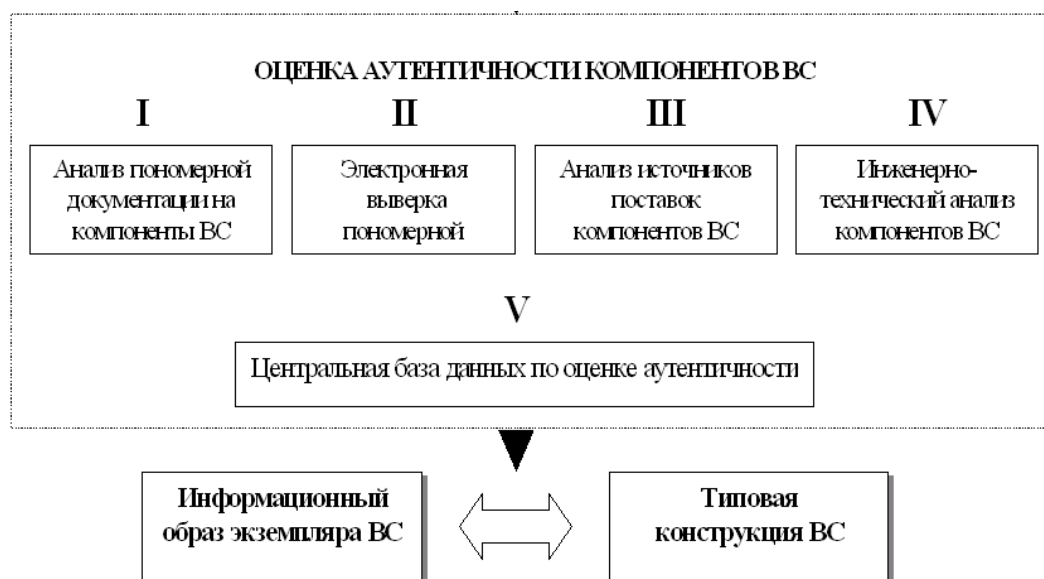 ОЦЕНКА АУТЕНТИЧНОСТИ КОМПОНЕНТОВ ВС
I
Анализ пономерной
документации на
компоненты ВС
II
Электронная
выверка
пономерной
III
Анализ источников
поставок
компонентов ВС
IV
Инженерно-
технический анализ
компонентов ВС
V
Центральная база данных по оценке аутентичности
Информационный
образ экземпляра ВС
Типовая
конструкция ВС